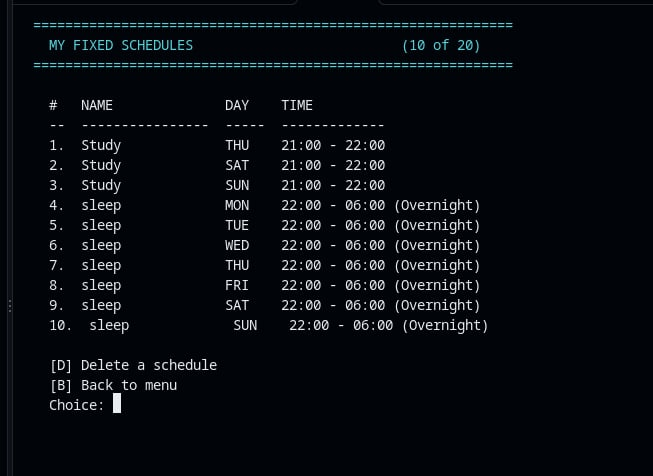 ============================================================
MY FIXED SCHEDULES                          (10 of 20)
============================================================
#   NAME              DAY    TIME
--  ----------------  -----  -------------
1.  Study             THU    21:00 - 22:00
2.  Study             SAT    21:00 - 22:00
3.  Study             SUN    21:00 - 22:00
4.  sleep             MON    22:00 - 06:00 (Overnight)
5.  sleep             TUE    22:00 - 06:00 (Overnight)
6.  sleep             WED    22:00 - 06:00 (Overnight)
7.  sleep             THU    22:00 - 06:00 (Overnight)
8.  sleep             FRI    22:00 - 06:00 (Overnight)
9.  sleep             SAT    22:00 - 06:00 (Overnight)
10.  sleep             SUN    22:00 - 06:00 (Overnight)
[D] Delete a schedule
[B] Back to menu
Choice: